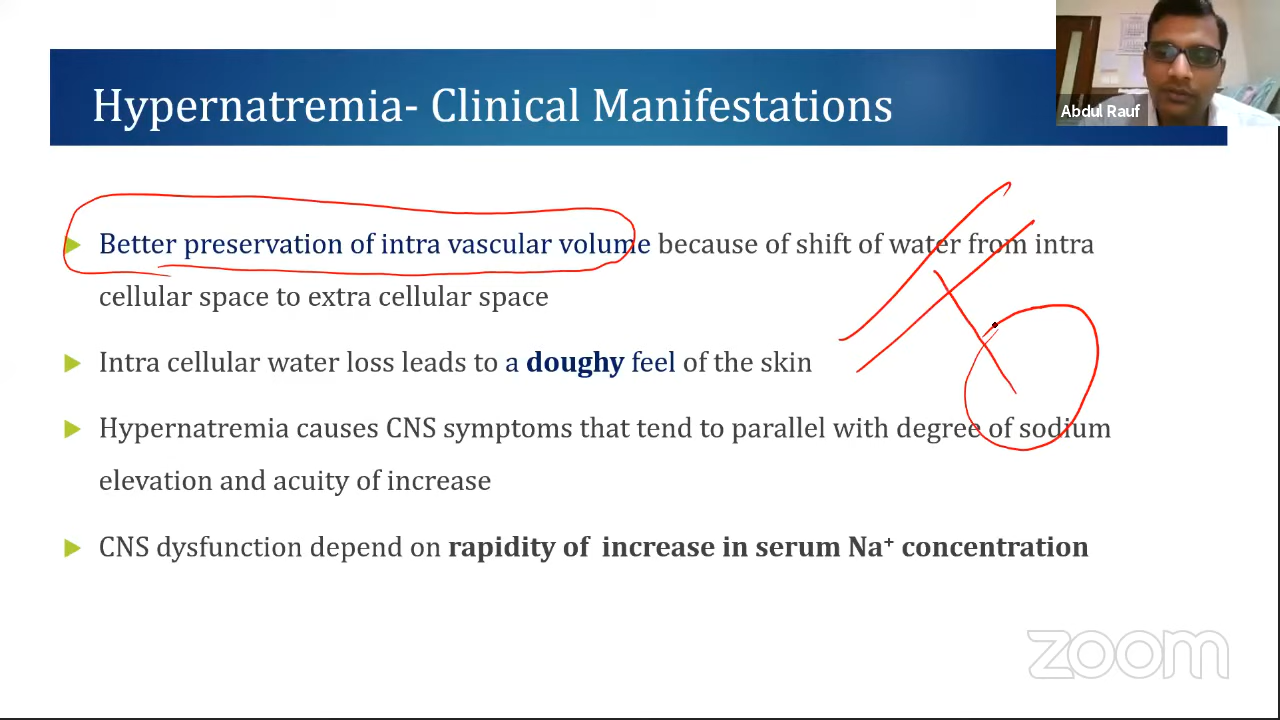 Hypernatremia- Clinical Manifestations
Abdul Rauf
Better preservation of intra vascular volume because of shift of water from intra
cellular space to extra cellular space
Intra cellular water loss leads to a doughy feel of the skin
Hypernatremia causes CNS symptoms that tend to parallel with degree of sodium
elevation and acuity of increase
CNS dysfunction depend on rapidity of  increase in serum Na⁺ concentration
zoom